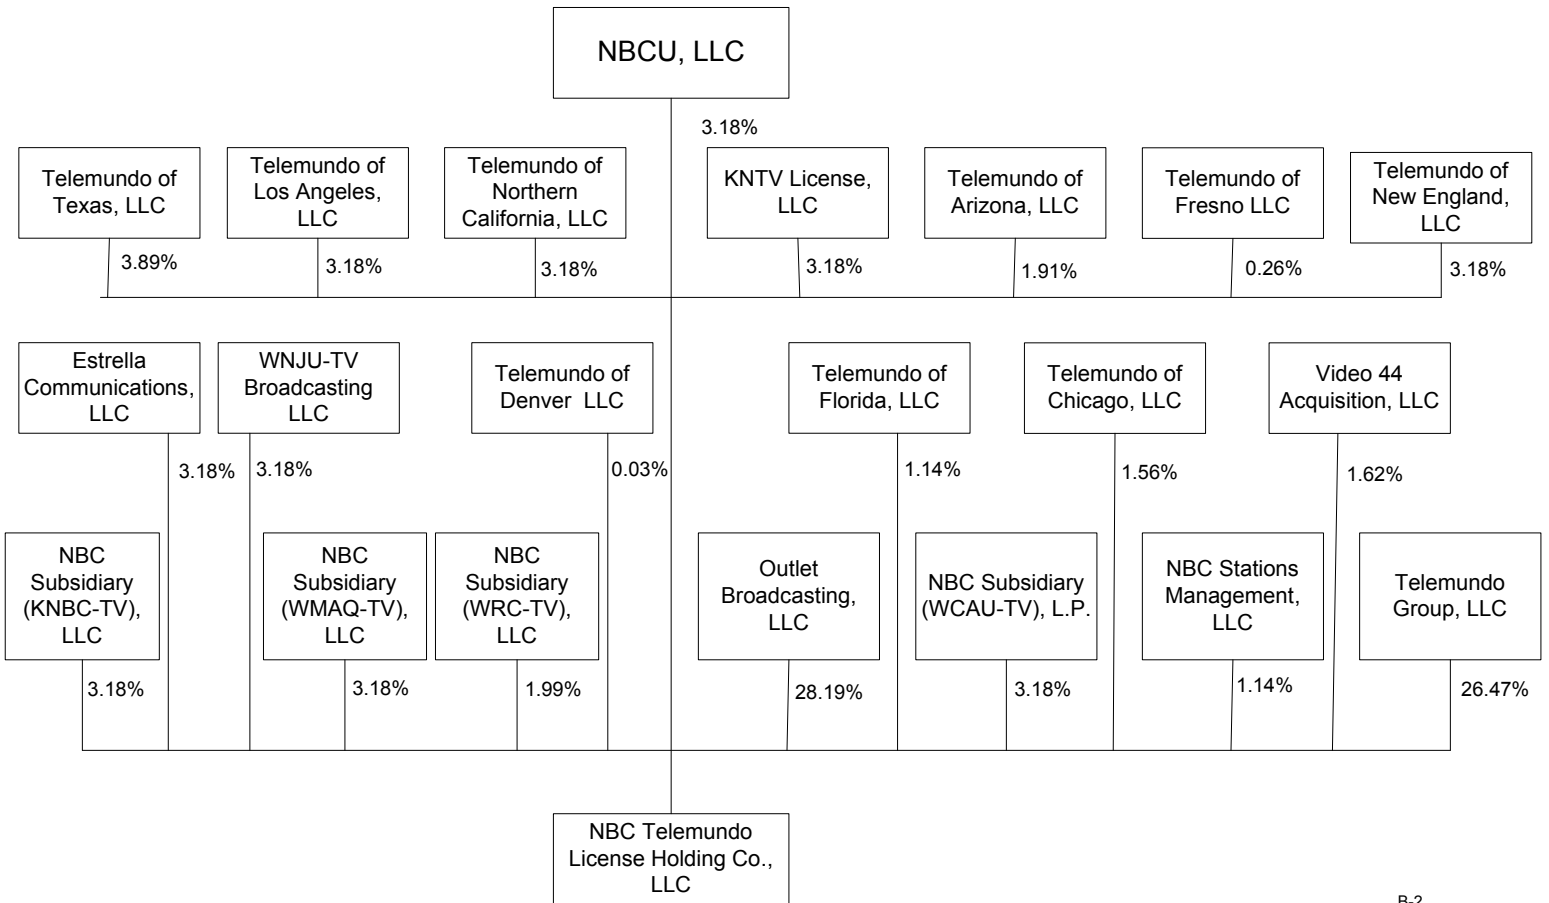 NBCU, LLC
3.18%
Telemundo of
Texas, LLC
Telemundo of
Los Angeles,
LLC
Telemundo of
Northern
California, LLC
KNTV License,
LLC
Telemundo of
Arizona, LLC
Telemundo of
Fresno LLC
Telemundo of
New England,
LLC
3.89%
3.18%
3.18%
3.18%
1.91%
0.26%
3.18%
Estrella
Communications,
LLC
WNJU-TV
Broadcasting
LLC
Telemundo of
Denver LLC
Telemundo of
Florida, LLC
Telemundo of
Chicago, LLC
Video 44
Acquisition, LLC
3.18%
3.18%
0.03%
1.14%
1.56%
1.62%
NBC
Subsidiary
(KNBC-TV),
LLC
NBC
Subsidiary
(WMAQ-TV),
LLC
NBC
Subsidiary
(WRC-TV),
LLC
Outlet
Broadcasting,
LLC
NBC Subsidiary
(WCAU-TV), L.P.
NBC Stations
Management,
LLC
Telemundo
Group, LLC
3.18%
3.18%
1.99%
28.19%
3.18%
1.14%
26.47%
NBC Telemundo
License Holding Co.,
LLC
B-2